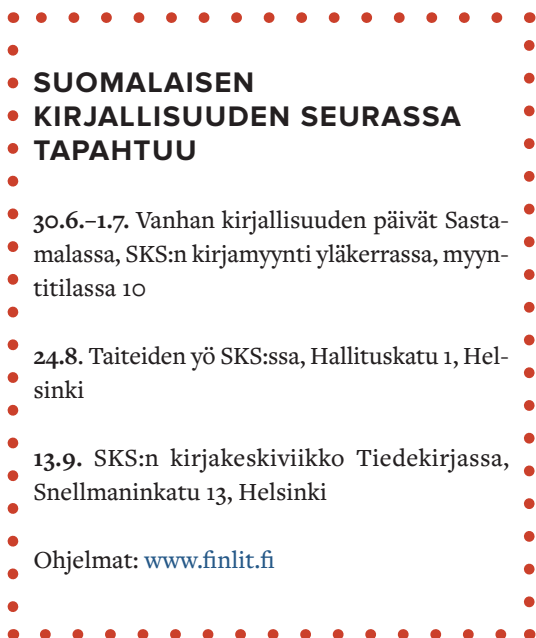 SUOMALAISEN
KIRJALLISUUDEN SEURASSA
TAPAHTUU
30.6.–1.7. Vanhan kirjallisuuden päivät Sasta-
malassa, SKS:n kirjamyynti yläkerrassa, myyn-
titilassa 10
24.8. Taiteiden yö SKS:ssa, Hallituskatu 1, Hel-
sinki
13.9. SKS:n kirjakeskiviikko Tiedekirjassa,
Snellmaninkatu 13, Helsinki
Ohjelmat: www.finlit.fi